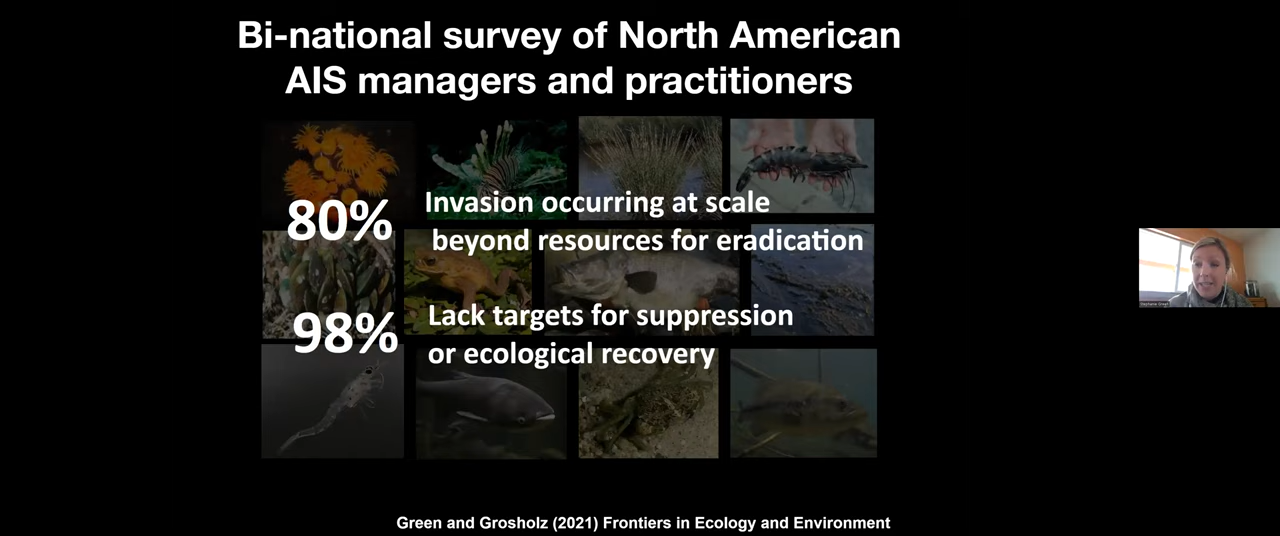 Bi-national survey of North American
AIS managers and practitioners
80%
Invasion occurring at scale
beyond resources for eradication
98%
Lack targets for suppression
or ecological recovery
Green and Grosholz (2021) Frontiers in Ecology and Environment